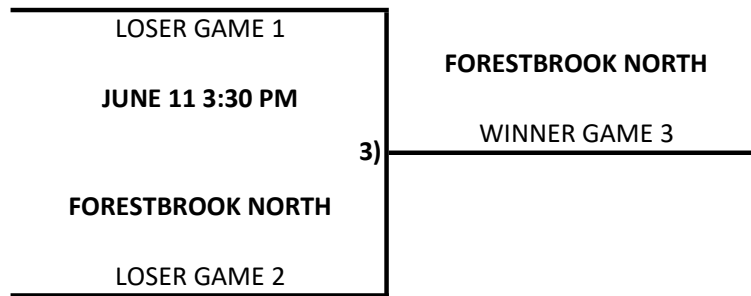 LOSER GAME 1
FORESTBROOK NORTH
JUNE 11 3:30 PM
WINNER GAME 3
3)
FORESTBROOK NORTH
LOSER GAME 2